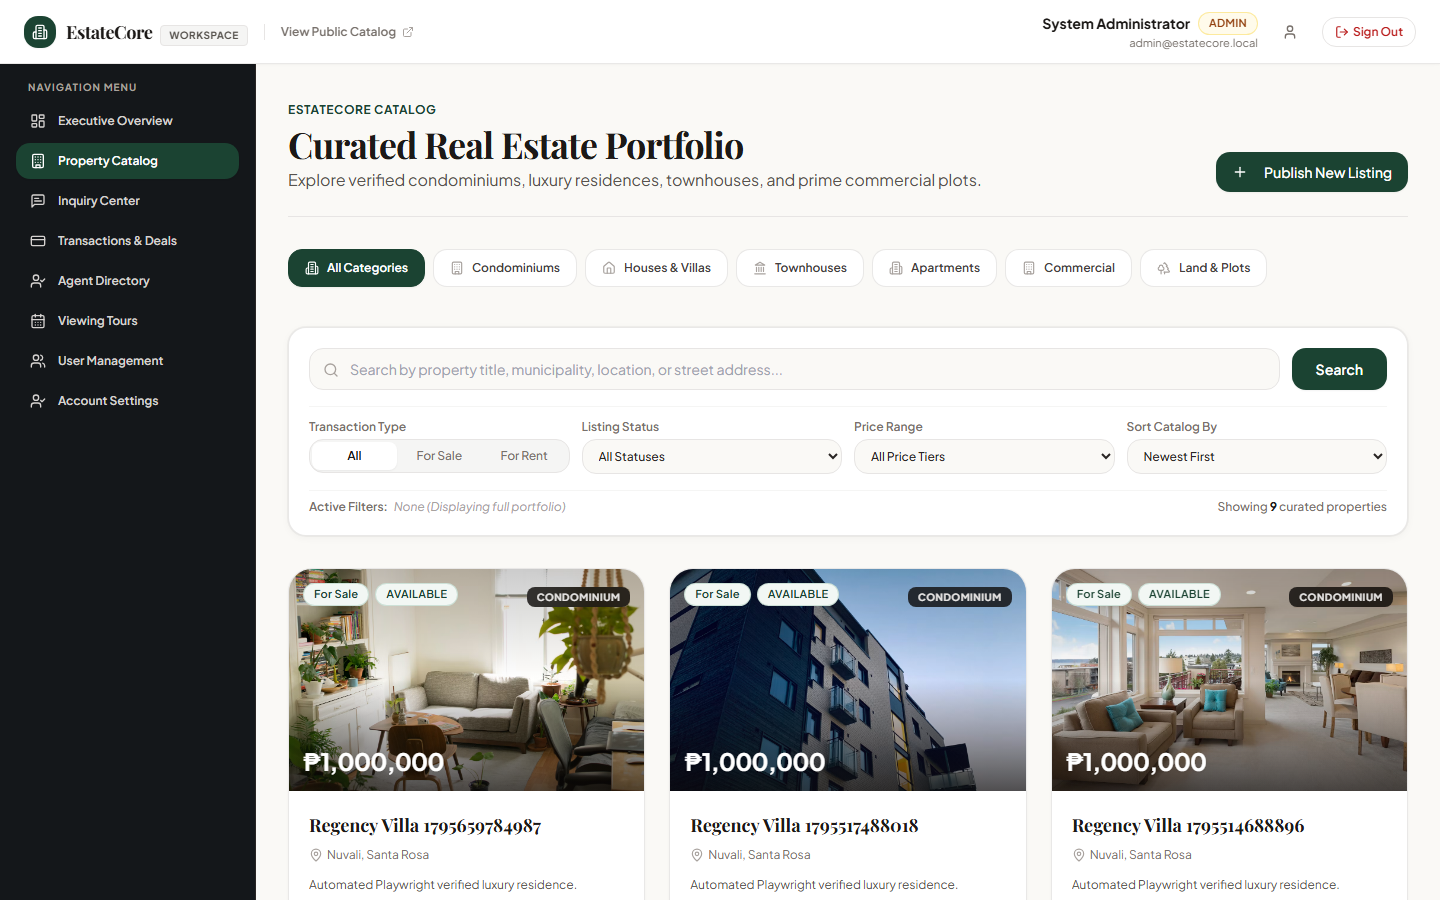 EstateCore
WORKSPACE
View Public Catalog
System Administrator
ADMIN
admin@estatecore.local
Sign Out
NAVIGATION MENU
Executive Overview
Property Catalog
Inquiry Center
Transactions & Deals
Agent Directory
Viewing Tours
User Management
Account Settings
ESTATECORE CATALOG
Curated Real Estate Portfolio
Explore verified condominiums, luxury residences, townhouses, and prime commercial plots.
Publish New Listing
All Categories
Condominiums
Houses & Villas
Townhouses
Apartments
Commercial
Land & Plots
Search by property title, municipality, location, or street address...
Search
Transaction Type
All
For Sale
For Rent
Listing Status
All Statuses
Price Range
All Price Tiers
Sort Catalog By
Newest First
Active Filters: None (Displaying full portfolio)
Showing 9 curated properties
For Sale
AVAILABLE
CONDOMINIUM
₱1,000,000
Regency Villa 1795659784987
Nuvali, Santa Rosa
Automated Playwright verified luxury residence.
For Sale
AVAILABLE
CONDOMINIUM
₱1,000,000
Regency Villa 1795517488018
Nuvali, Santa Rosa
Automated Playwright verified luxury residence.
For Sale
AVAILABLE
CONDOMINIUM
₱1,000,000
Regency Villa 1795514688896
Nuvali, Santa Rosa
Automated Playwright verified luxury residence.